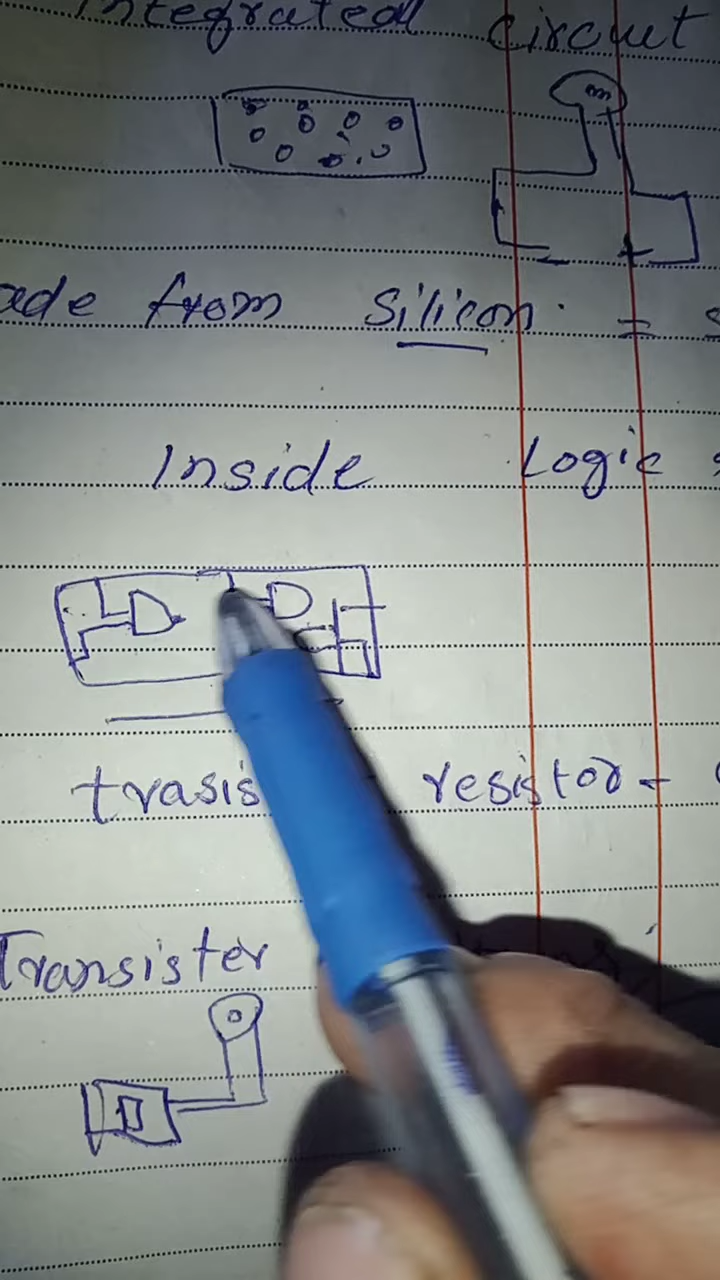 Integrated circuit
ade from Silicon. =
Inside Logic
trasis resistor -
Transister